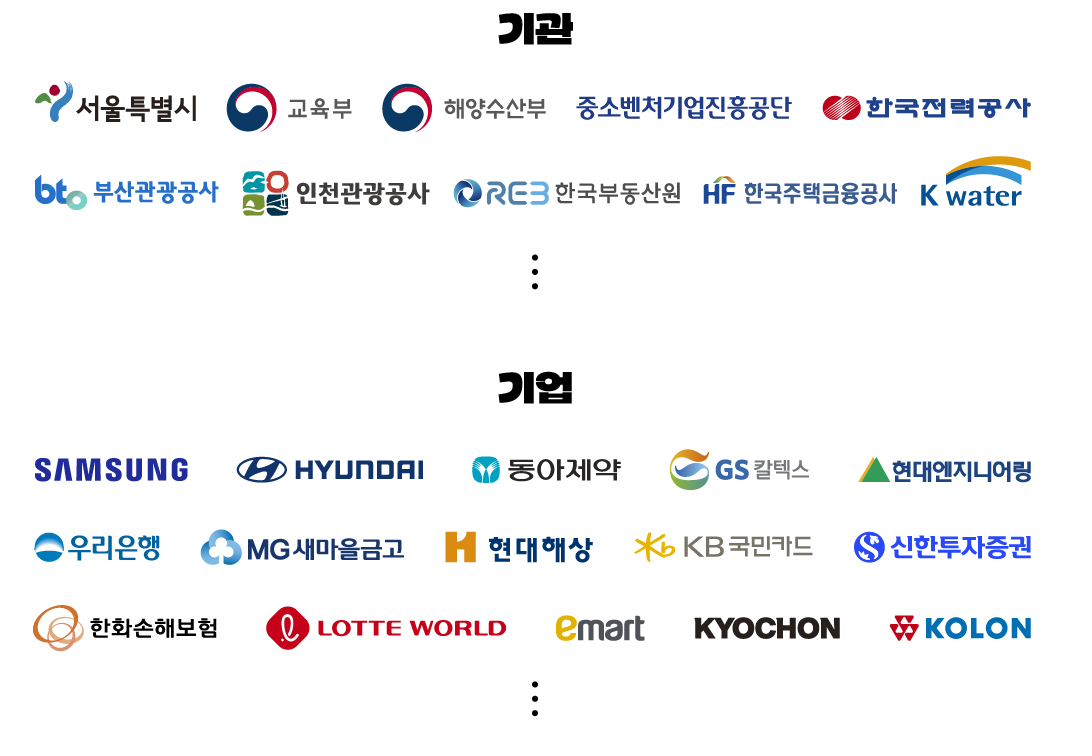 기관
서울특별시 교육부 해양수산부 중소벤처기업진흥공단 한국전력공사
bto 부산관광공사 인천관광공사 REB 한국부동산원 HF 한국주택금융공사 K water
기업
SAMSUNG HYUNDAI 동아제약 GS 칼텍스 현대엔지니어링
우리은행 MG새마을금고 H 현대해상 Kb KB국민카드 신한투자증권
한화손해보험 LOTTE WORLD emart KYOCHON KOLON